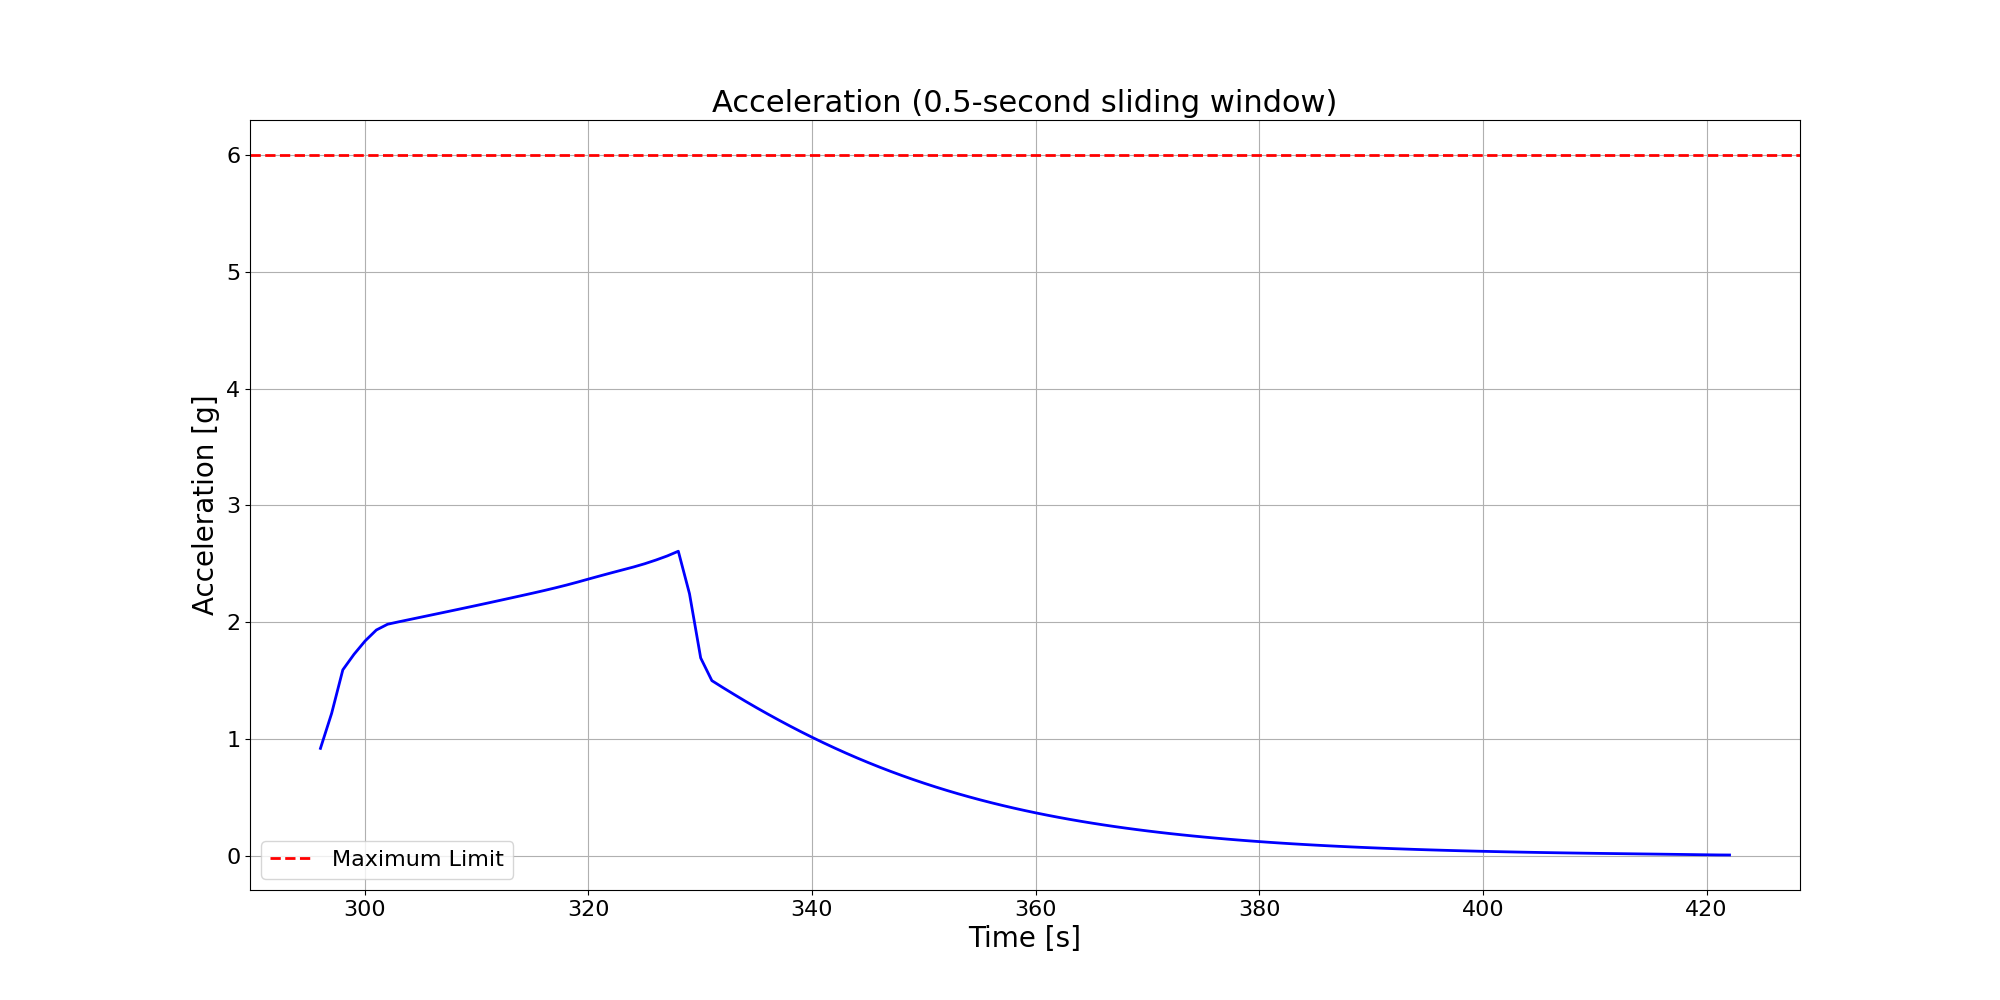 Acceleration (0.5-second sliding window)
Acceleration [g]
6
5
4
3
2
1
0
Maximum Limit
300 320 340 360 380 400 420
Time [s]